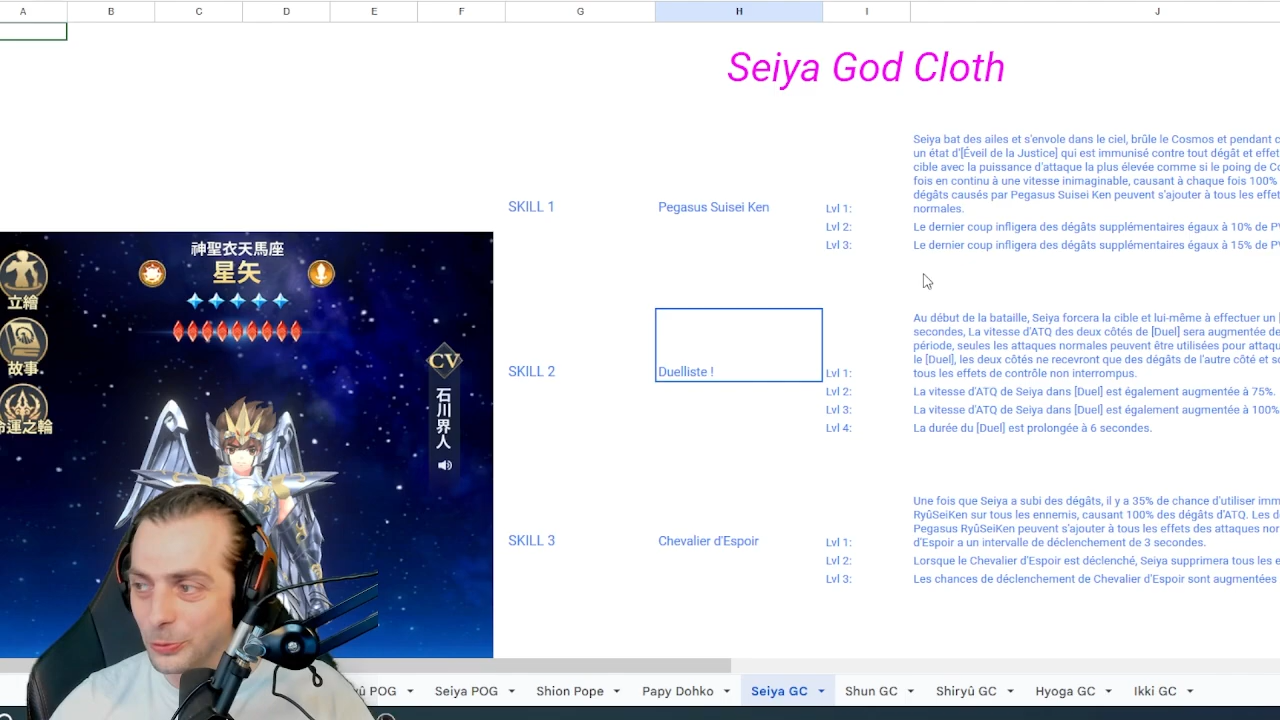 A B C D E F G H I J
Seiya God Cloth
Seiya bat des ailes et s'envole dans le ciel, brûle le Cosmos et pendant
un état d'[Éveil de la Justice] qui est immunisé contre tout dégât et
cible avec la puissance d'attaque la plus élevée comme si le poing de
fois en continu à une vitesse inimaginable, causant à chaque fois 100%
dégâts causés par Pegasus Suisei Ken peuvent s'ajouter à tous les
SKILL 1 Pegasus Suisei Ken Lvl 1: normales.
Lvl 2: Le dernier coup infligera des dégâts supplémentaires égaux à 10% de
Lvl 3: Le dernier coup infligera des dégâts supplémentaires égaux à 15% de
神聖衣天馬座
星矢
立繪
故事
命運之輪
CV
石川界人
Au début de la bataille, Seiya forcera la cible et lui-même à effectuer un [
secondes, La vitesse d'ATQ des deux côtés de [Duel] sera augmentée de
période, seules les attaques normales peuvent être utilisées pour
le [Duel], les deux côtés ne recevront que des dégâts de l'autre côté et
SKILL 2 Duelliste ! Lvl 1: tous les effets de contrôle non interrompus.
Lvl 2: La vitesse d'ATQ de Seiya dans [Duel] est également augmentée à 75%.
Lvl 3: La vitesse d'ATQ de Seiya dans [Duel] est également augmentée à 100%
Lvl 4: La durée du [Duel] est prolongée à 6 secondes.
Une fois que Seiya a subi des dégâts, il y a 35% de chance d'utiliser
RyûSeiKen sur tous les ennemis, causant 100% des dégâts d'ATQ. Les
Pegasus RyûSeiKen peuvent s'ajouter à tous les effets des attaques
SKILL 3 Chevalier d'Espoir Lvl 1: d'Espoir a un intervalle de déclenchement de 3 secondes.
Lvl 2: Lorsque le Chevalier d'Espoir est déclenché, Seiya supprimera tous les
Lvl 3: Les chances de déclenchement de Chevalier d'Espoir sont augmentées
POG Seiya POG Shion Pope Papy Dohko Seiya GC Shun GC Shiryû GC Hyoga GC Ikki GC